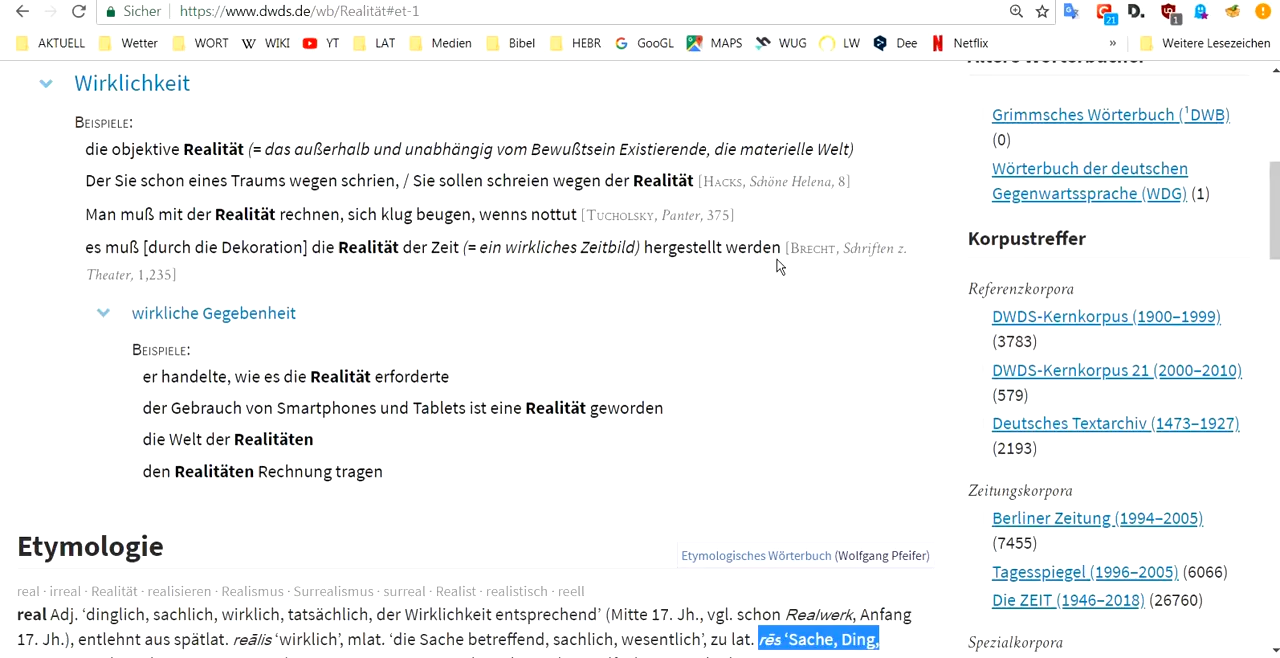 Sicher https://www.dwds.de/wb/Realität#et-1
21 D. 1
AKTUELL Wetter WORT WIKI YT LAT Medien Bibel HEBR GooGL MAPS WUG LW Dee Netflix » Weitere Lesezeichen
Wirklichkeit
BEISPIELE:
die objektive Realität (= das außerhalb und unabhängig vom Bewußtsein Existierende, die materielle Welt)
Der Sie schon eines Traums wegen schrien, / Sie sollen schreien wegen der Realität [HACKS, Schöne Helena, 8]
Man muß mit der Realität rechnen, sich klug beugen, wenns nottut [TUCHOLSKY, Panter, 375]
es muß [durch die Dekoration] die Realität der Zeit (= ein wirkliches Zeitbild) hergestellt werden [BRECHT, Schriften z.
Theater, 1,235]
wirkliche Gegebenheit
BEISPIELE:
er handelte, wie es die Realität erforderte
der Gebrauch von Smartphones und Tablets ist eine Realität geworden
die Welt der Realitäten
den Realitäten Rechnung tragen
Etymologie
Etymologisches Wörterbuch (Wolfgang Pfeifer)
real · irreal · Realität · realisieren · Realismus · Surrealismus · surreal · Realist · realistisch · reell
real Adj. ‘dinglich, sachlich, wirklich, tatsächlich, der Wirklichkeit entsprechend’ (Mitte 17. Jh., vgl. schon Realwerk, Anfang
17. Jh.), entlehnt aus spätlat. reālis ‘wirklich’, mlat. ‘die Sache betreffend, sachlich, wesentlich’, zu lat. rēs ‘Sache, Ding,
Grimmsches Wörterbuch (¹DWB)
(0)
Wörterbuch der deutschen
Gegenwartssprache (WDG) (1)
Korpustreffer
Referenzkorpora
DWDS-Kernkorpus (1900–1999)
(3783)
DWDS-Kernkorpus 21 (2000–2010)
(579)
Deutsches Textarchiv (1473–1927)
(2193)
Zeitungskorpora
Berliner Zeitung (1994–2005)
(7455)
Tagesspiegel (1996–2005) (6066)
Die ZEIT (1946–2018) (26760)
Spezialkorpora